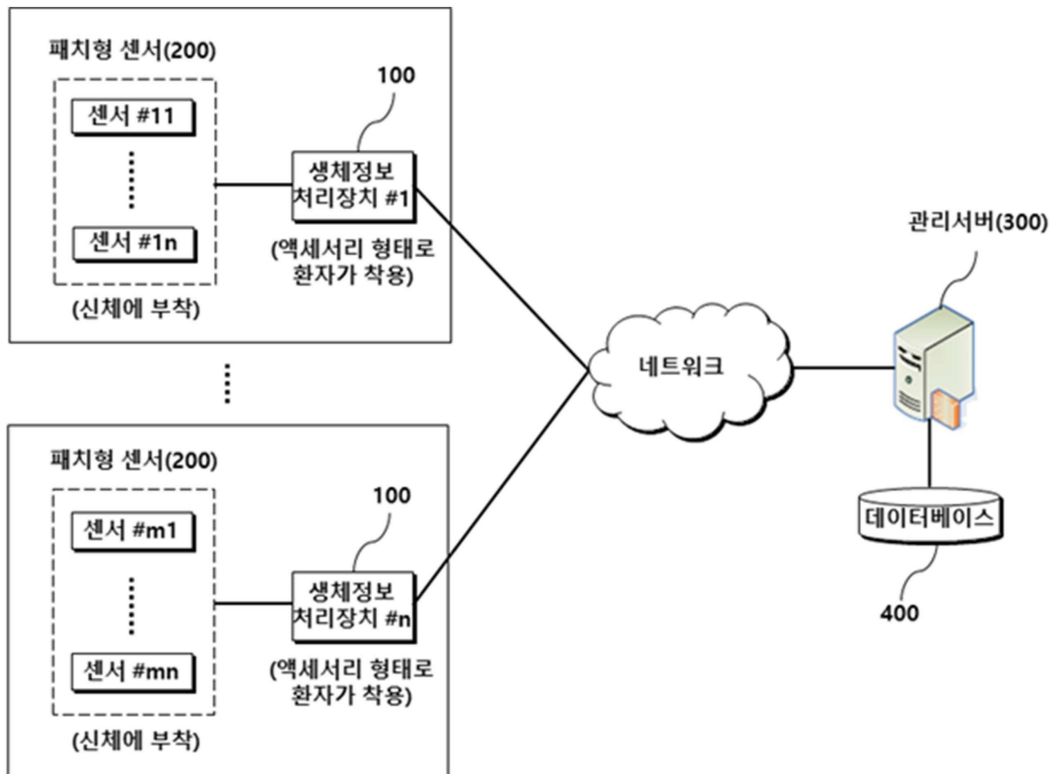 패치형 센서(200)
100
센서 #11
생체정보
처리장치 #1
센서 #1n
(액세서리 형태로
환자가 착용)
(신체에 부착)
관리서버(300)
네트워크
패치형 센서(200)
100
센서 #m1
데이터베이스
생체정보
처리장치 #n
400
센서 #mn
(액세서리 형태로
환자가 착용)
(신체에 부착)